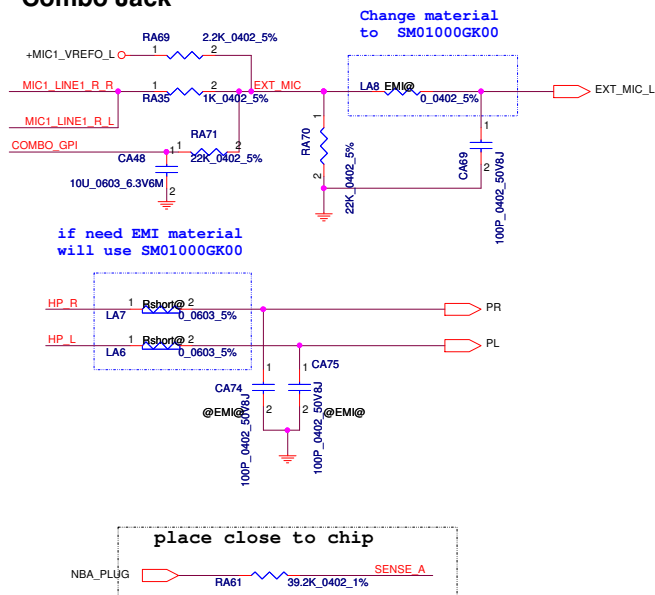 Combo Jack
Change material
to SM01000GK00
RA69 2.2K_0402_5%
+MIC1_VREFO_L 1 2
MIC1_LINE1_R_R 1 2 EXT_MIC LA8 EMI@ 1 2 EXT_MIC_L
RA35 1K_0402_5% 0_0402_5%
MIC1_LINE1_R_L
RA71
COMBO_GPI 1 2
CA48 1 22K_0402_5%
10U_0603_6.3V6M 2
1 RA70 2 22K_0402_5%
1 CA69 2 100P_0402_50V8J
if need EMI material
will use SM01000GK00
HP_R 1 Rshort@ 2 PR
LA7 0_0603_5%
HP_L 1 Rshort@ 2 PL
LA6 0_0603_5%
CA75
1 1
CA74
2 2
@EMI@ @EMI@
100P_0402_50V8J 100P_0402_50V8J
place close to chip
NBA_PLUG SENSE_A
RA61 39.2K_0402_1%